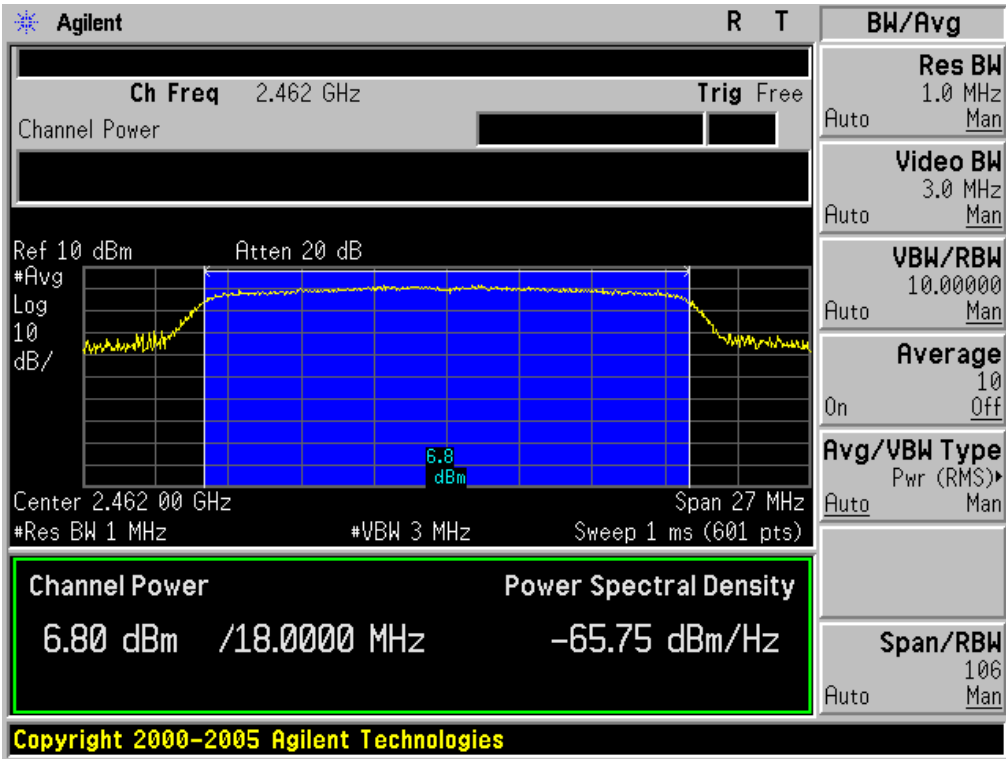 Agilent R T
BW/Avg
Ch Freq 2.462 GHz Trig Free
Channel Power
Ref 10 dBm Atten 20 dB
#Avg
Log
10
dB/
6.8
dBm
Center 2.462 00 GHz Span 27 MHz
#Res BW 1 MHz #VBW 3 MHz Sweep 1 ms (601 pts)
Channel Power Power Spectral Density
6.80 dBm /18.0000 MHz -65.75 dBm/Hz
Res BW
1.0 MHz
Auto Man
Video BW
3.0 MHz
Auto Man
VBW/RBW
10.00000
Auto Man
Average
10
On Off
Avg/VBW Type
Pwr (RMS)▸
Auto Man
Span/RBW
106
Auto Man
Copyright 2000-2005 Agilent Technologies